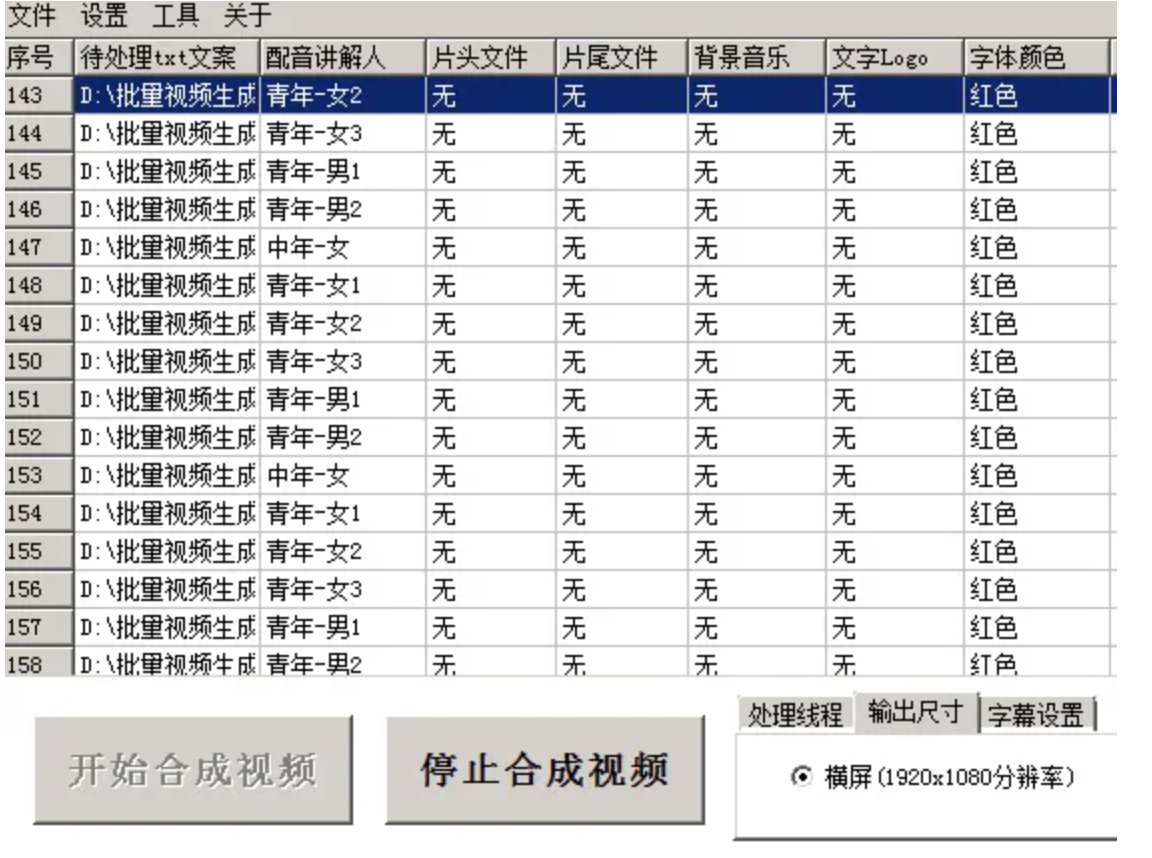 文件 设置 工具 关于
序号 待处理txt文案 配音讲解人 片头文件 片尾文件 背景音乐 文字Logo 字体颜色
143 D:\批量视频生成 青年-女2 无 无 无 无 红色
144 D:\批量视频生成 青年-女3 无 无 无 无 红色
145 D:\批量视频生成 青年-男1 无 无 无 无 红色
146 D:\批量视频生成 青年-男2 无 无 无 无 红色
147 D:\批量视频生成 中年-女 无 无 无 无 红色
148 D:\批量视频生成 青年-女1 无 无 无 无 红色
149 D:\批量视频生成 青年-女2 无 无 无 无 红色
150 D:\批量视频生成 青年-女3 无 无 无 无 红色
151 D:\批量视频生成 青年-男1 无 无 无 无 红色
152 D:\批量视频生成 青年-男2 无 无 无 无 红色
153 D:\批量视频生成 中年-女 无 无 无 无 红色
154 D:\批量视频生成 青年-女1 无 无 无 无 红色
155 D:\批量视频生成 青年-女2 无 无 无 无 红色
156 D:\批量视频生成 青年-女3 无 无 无 无 红色
157 D:\批量视频生成 青年-男1 无 无 无 无 红色
158 D:\批量视频生成 青年-男2 无 无 无 无 红色
处理线程 输出尺寸 字幕设置
开始合成视频 停止合成视频 横屏(1920x1080分辨率)